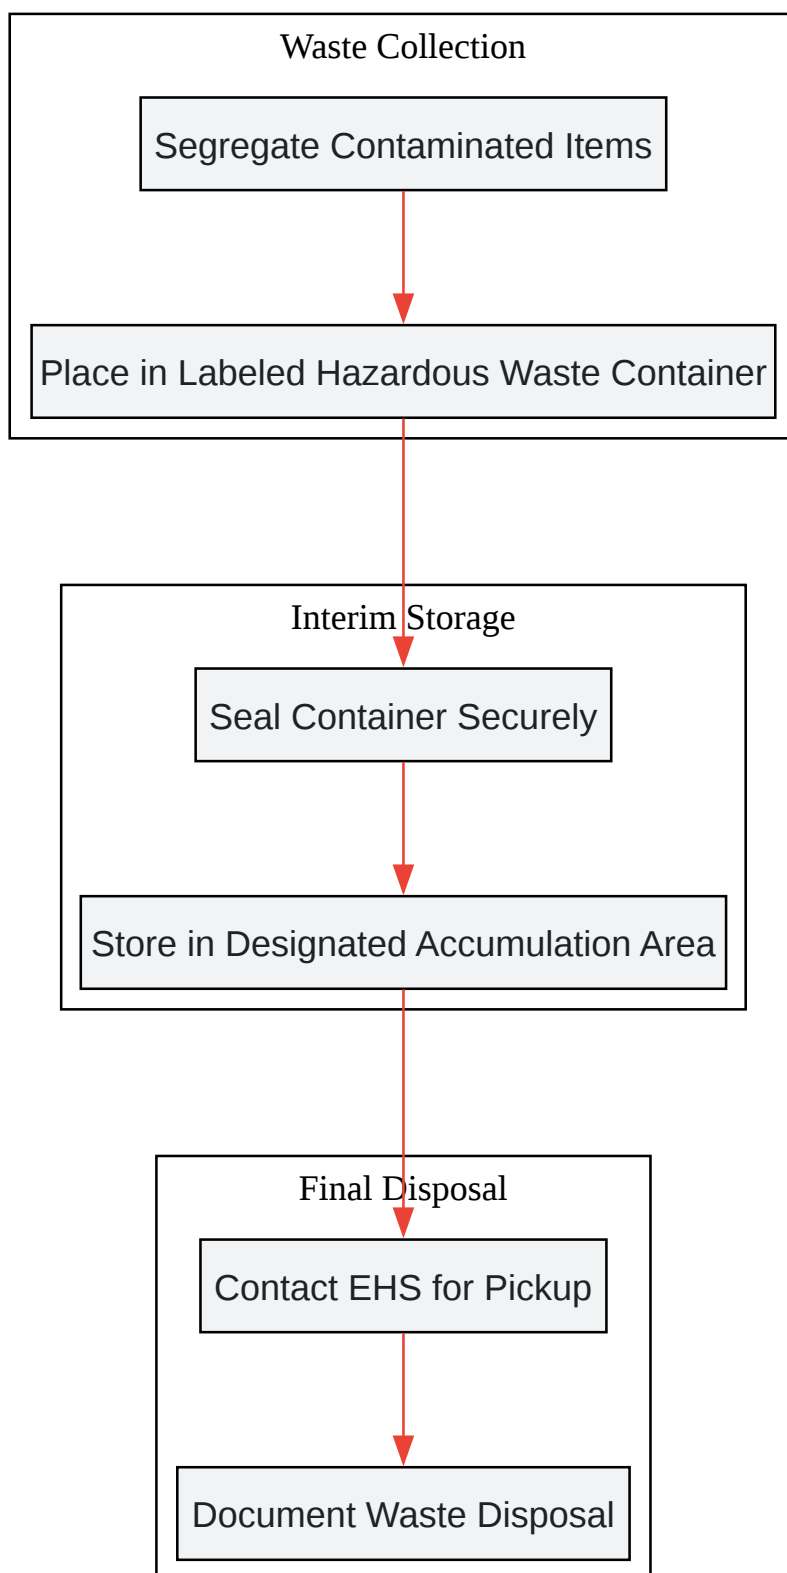 Waste Collection
Segregate Contaminated Items
Place in Labeled Hazardous Waste Container
Interim Storage
Seal Container Securely
Store in Designated Accumulation Area
Final Disposal
Contact EHS for Pickup
Document Waste Disposal